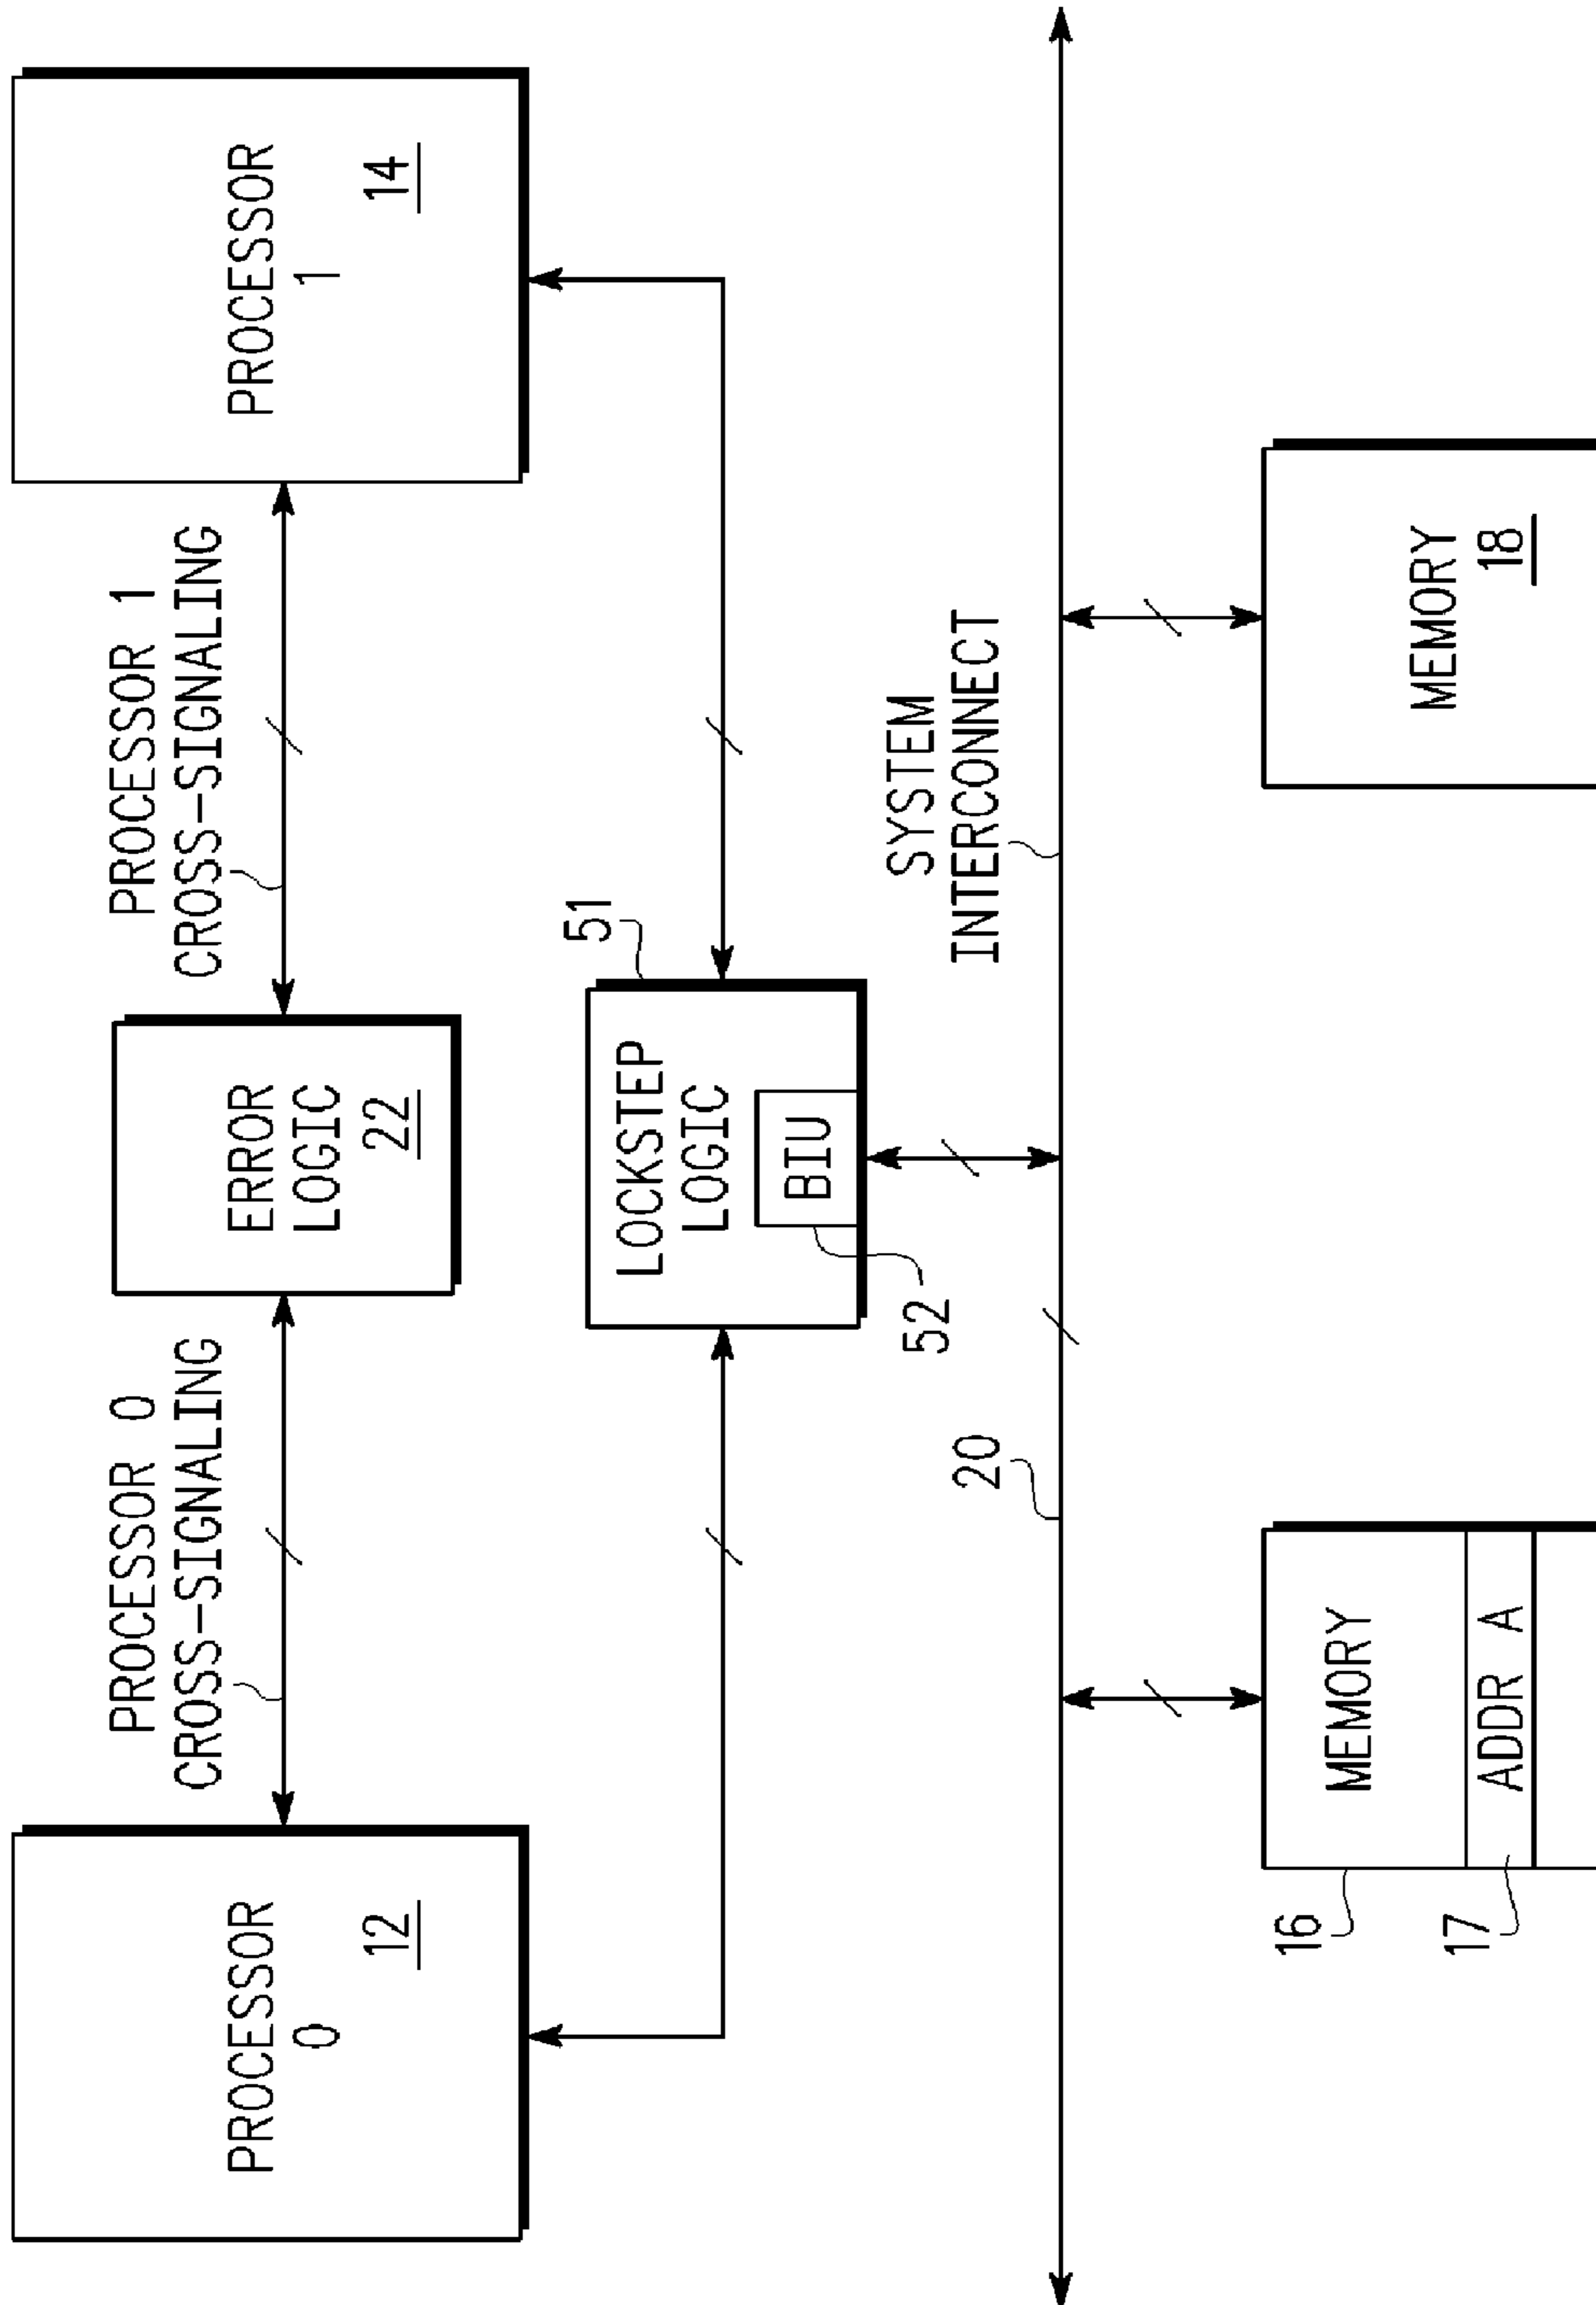 PROCESSOR 0
CROSS-SIGNALING
PROCESSOR 1
CROSS-SIGNALING
PROCESSOR
0
12
ERROR
LOGIC
22
PROCESSOR
1
14
51
LOCKSTEP
LOGIC
BIU
52
SYSTEM
INTERCONNECT
20
16
MEMORY
17
ADDR A
MEMORY
18